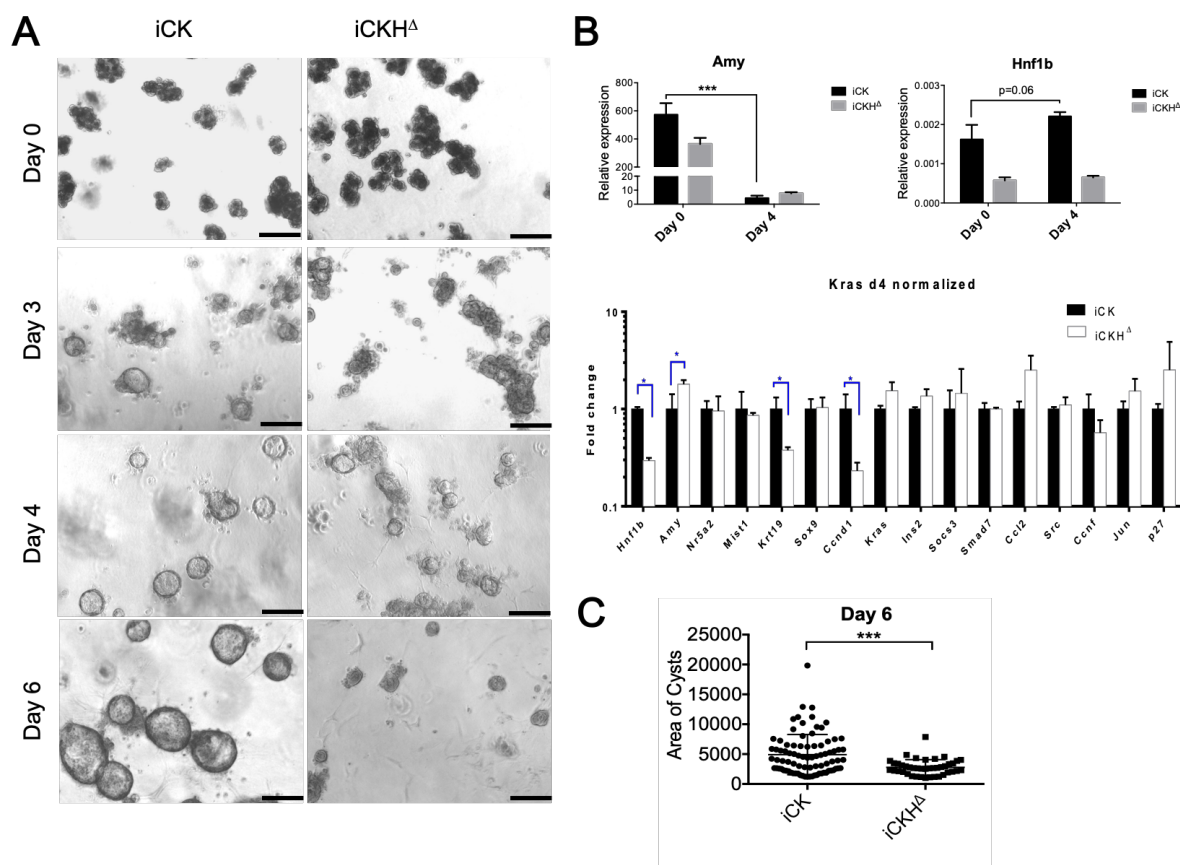 A
iCK
iCKHΔ
Day 0
Day 3
Day 4
Day 6
B
Amy
Relative expression
800
600
400
200
20
10
0
***
iCK
iCKHΔ
Day 0
Day 4
Hnf1b
Relative expression
0.003
0.002
0.001
0.000
p=0.06
iCK
iCKHΔ
Day 0
Day 4
Kras d4 normalized
Fold change
10
1
0.1
*
*
*
*
iCK
iCKHΔ
Hnf1b
Amy
Nr5a2
Mist1
Krt19
Sox9
Ccnd1
Kras
Ins2
Socs3
Smad7
Ccl2
Src
Ccnf
Jun
p27
C
Day 6
***
Area of Cysts
25000
20000
15000
10000
5000
0
iCK
iCKHΔ